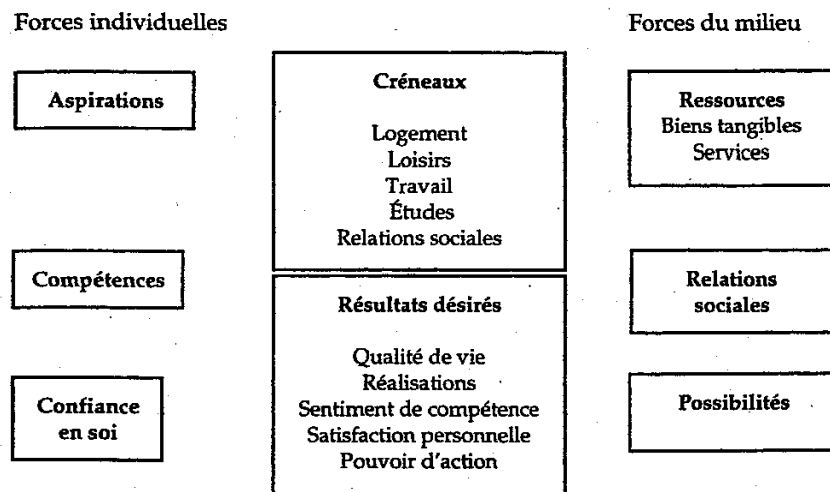 Forces individuelles
Forces du milieu
Aspirations
Compétences
Confiance
en soi
Créneaux
Logement
Loisirs
Travail
Études
Relations sociales
Résultats désirés
Qualité de vie
Réalisations
Sentiment de compétence
Satisfaction personnelle
Pouvoir d'action
Ressources
Biens tangibles
Services
Relations
sociales
Possibilités